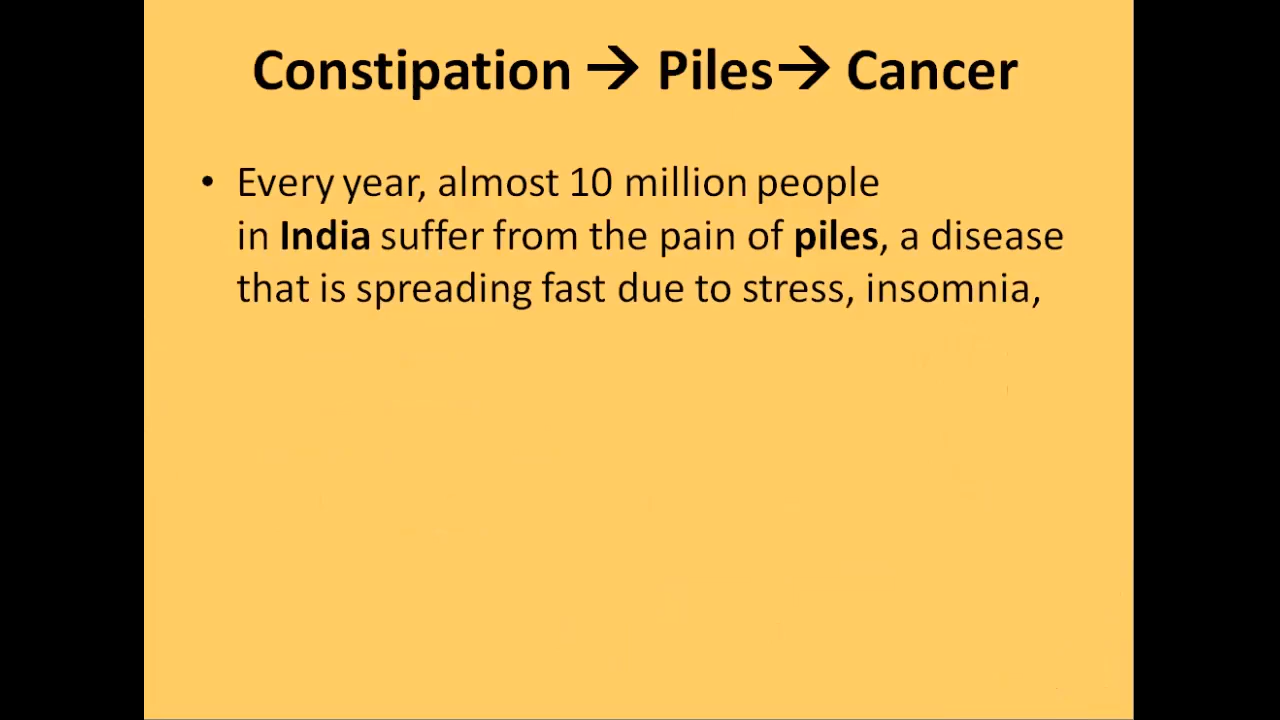 Constipation → Piles→ Cancer
• Every year, almost 10 million people
in India suffer from the pain of piles, a disease
that is spreading fast due to stress, insomnia,